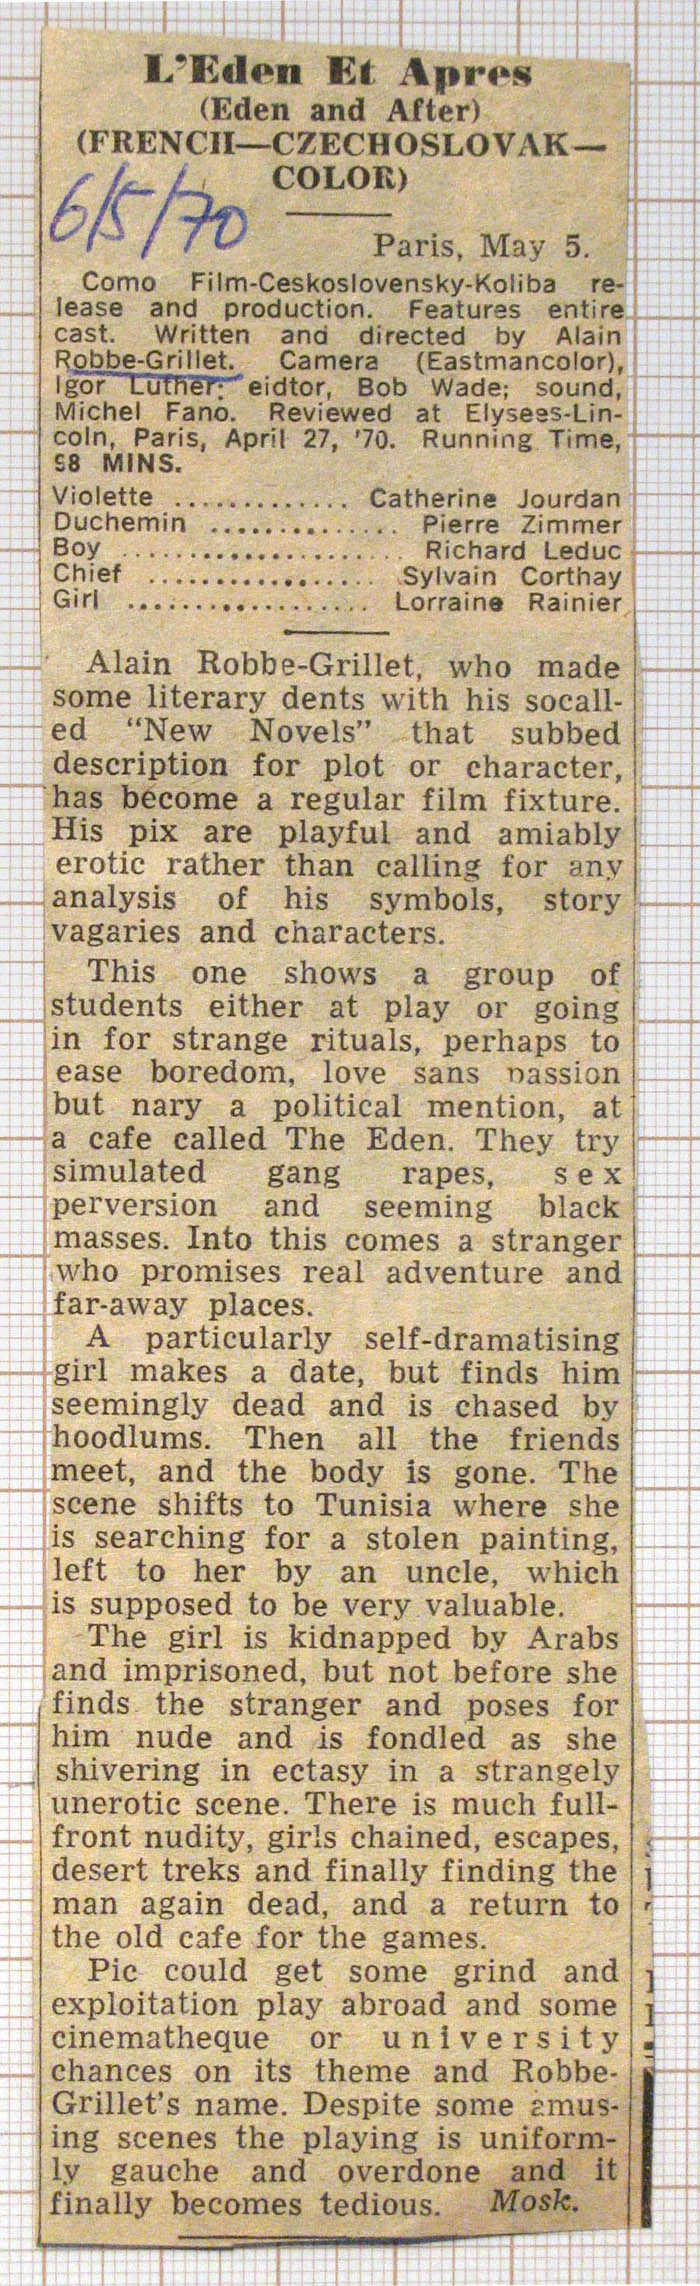 L'Eden Et Apres
(Eden and After)
(FRENCH—CZECHOSLOVAK—
COLOR)
6/5/70
Paris, May 5.
Como Film-Ceskoslovensky-Koliba re-
lease and production. Features entire
cast. Written and directed by Alain
Robbe-Grillet. Camera (Eastmancolor),
Igor Luther; eidtor, Bob Wade; sound,
Michel Fano. Reviewed at Elysees-Lin-
coln, Paris, April 27, '70. Running Time,
98 MINS.
Violette ............. Catherine Jourdan
Duchemin .............. Pierre Zimmer
Boy ..................... Richard Leduc
Chief ................. Sylvain Corthay
Girl .................. Lorraine Rainier
Alain Robbe-Grillet, who made
some literary dents with his socall-
ed "New Novels" that subbed
description for plot or character,
has become a regular film fixture.
His pix are playful and amiably
erotic rather than calling for any
analysis of his symbols, story
vagaries and characters.
This one shows a group of
students either at play or going
in for strange rituals, perhaps to
ease boredom, love sans passion
but nary a political mention, at
a cafe called The Eden. They try
simulated gang rapes, sex
perversion and seeming black
masses. Into this comes a stranger
who promises real adventure and
far-away places.
A particularly self-dramatising
girl makes a date, but finds him
seemingly dead and is chased by
hoodlums. Then all the friends
meet, and the body is gone. The
scene shifts to Tunisia where she
is searching for a stolen painting,
left to her by an uncle, which
is supposed to be very valuable.
The girl is kidnapped by Arabs
and imprisoned, but not before she
finds the stranger and poses for
him nude and is fondled as she
shivering in ectasy in a strangely
unerotic scene. There is much full-
front nudity, girls chained, escapes,
desert treks and finally finding the
man again dead, and a return to
the old cafe for the games.
Pic could get some grind and
exploitation play abroad and some
cinematheque or university
chances on its theme and Robbe-
Grillet's name. Despite some amus-
ing scenes the playing is uniform-
ly gauche and overdone and it
finally becomes tedious. Mosk.